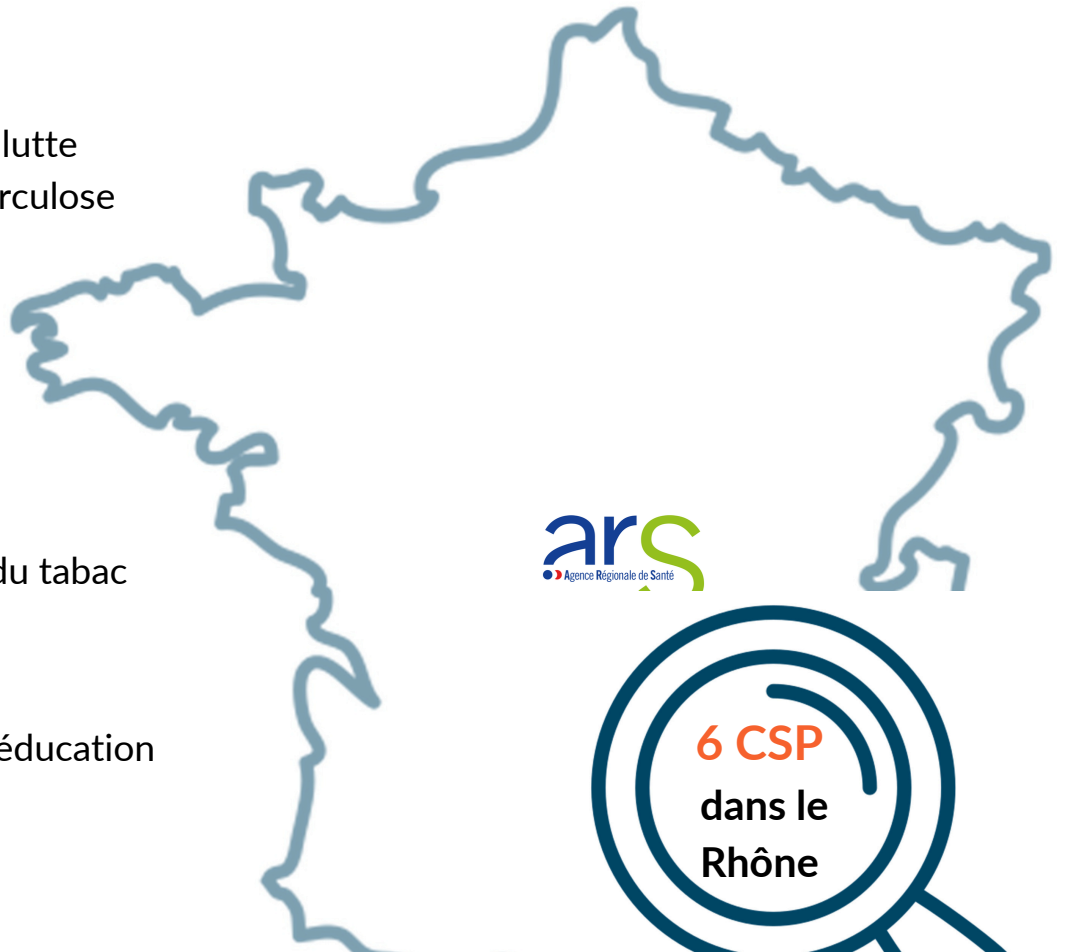 lutte
rculose
ars
Agence Régionale de Santé
du tabac
éducation
6 CSP
dans le
Rhône